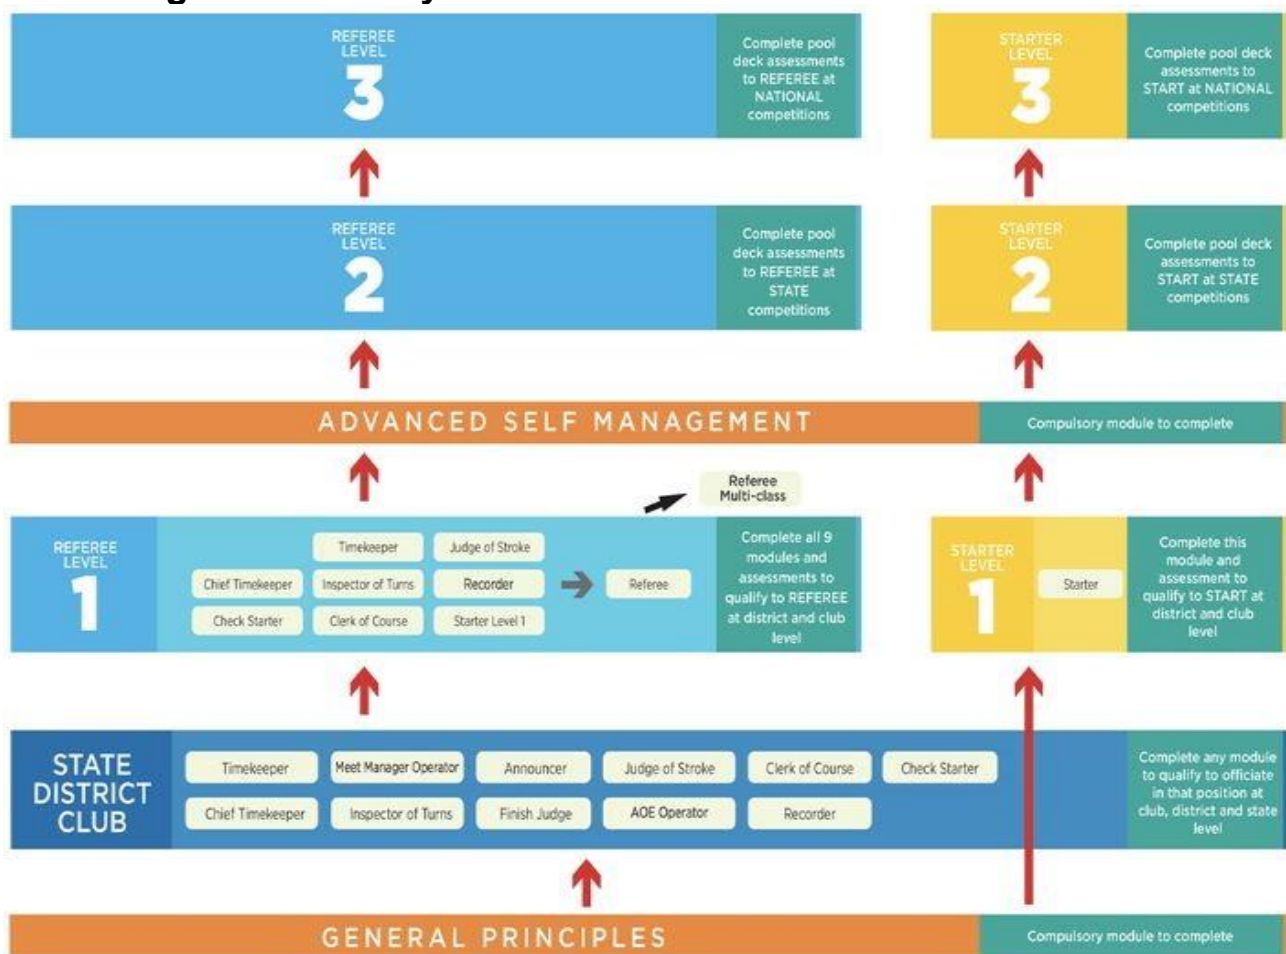 REFEREE
LEVEL
3
Complete pool
deck assessments
to REFEREE at
NATIONAL
competitions
STARTER
LEVEL
3
Complete pool deck
assessments to
START at NATIONAL
competitions
REFEREE
LEVEL
2
Complete pool
deck assessments
to REFEREE at
STATE
competitions
STARTER
LEVEL
2
Complete pool deck
assessments to
START at STATE
competitions
ADVANCED SELF MANAGEMENT
Compulsory module to complete
Referee
Multi-class
REFEREE
LEVEL
1
Timekeeper
Judge of Stroke
Chief Timekeeper
Inspector of Turns
Recorder
Referee
Check Starter
Clerk of Course
Starter Level 1
Complete all 9
modules and
assessments to
qualify to REFEREE
at district and club
level
STARTER
LEVEL
1
Starter
Complete this
module and
assessment to
qualify to START at
district and club
level
STATE
DISTRICT
CLUB
Timekeeper
Meet Manager Operator
Announcer
Judge of Stroke
Clerk of Course
Check Starter
Chief Timekeeper
Inspector of Turns
Finish Judge
AOE Operator
Recorder
Complete any module
to qualify to officiate
in that position at
club, district and state
level
GENERAL PRINCIPLES
Compulsory module to complete